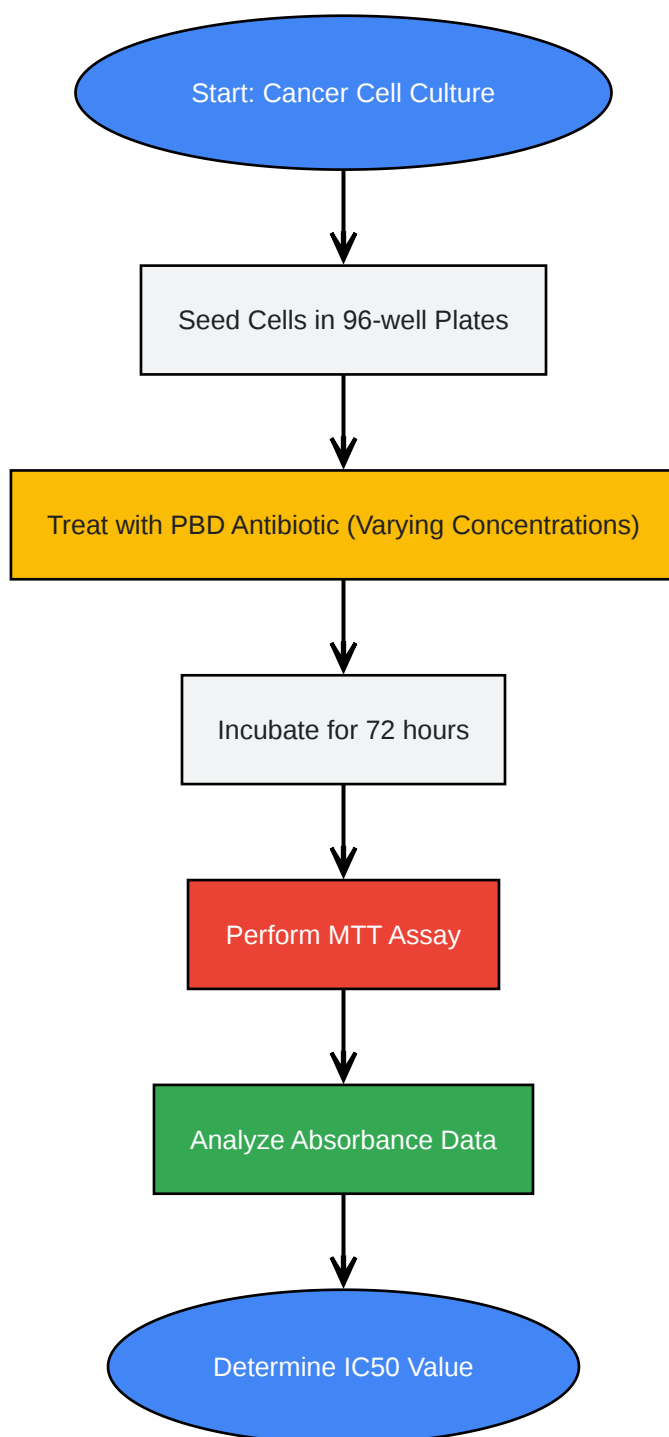 Start: Cancer Cell Culture
Seed Cells in 96-well Plates
Treat with PBD Antibiotic (Varying Concentrations)
Incubate for 72 hours
Perform MTT Assay
Analyze Absorbance Data
Determine IC50 Value